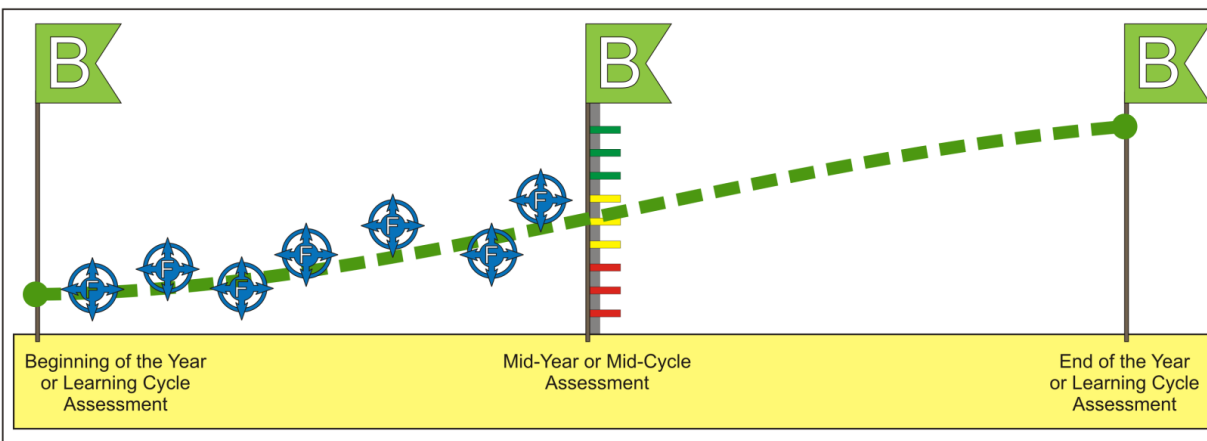 B
B
B
F
F
F
F
F
F
F
Beginning of the Year
or Learning Cycle
Assessment
Mid-Year or Mid-Cycle
Assessment
End of the Year
or Learning Cycle
Assessment